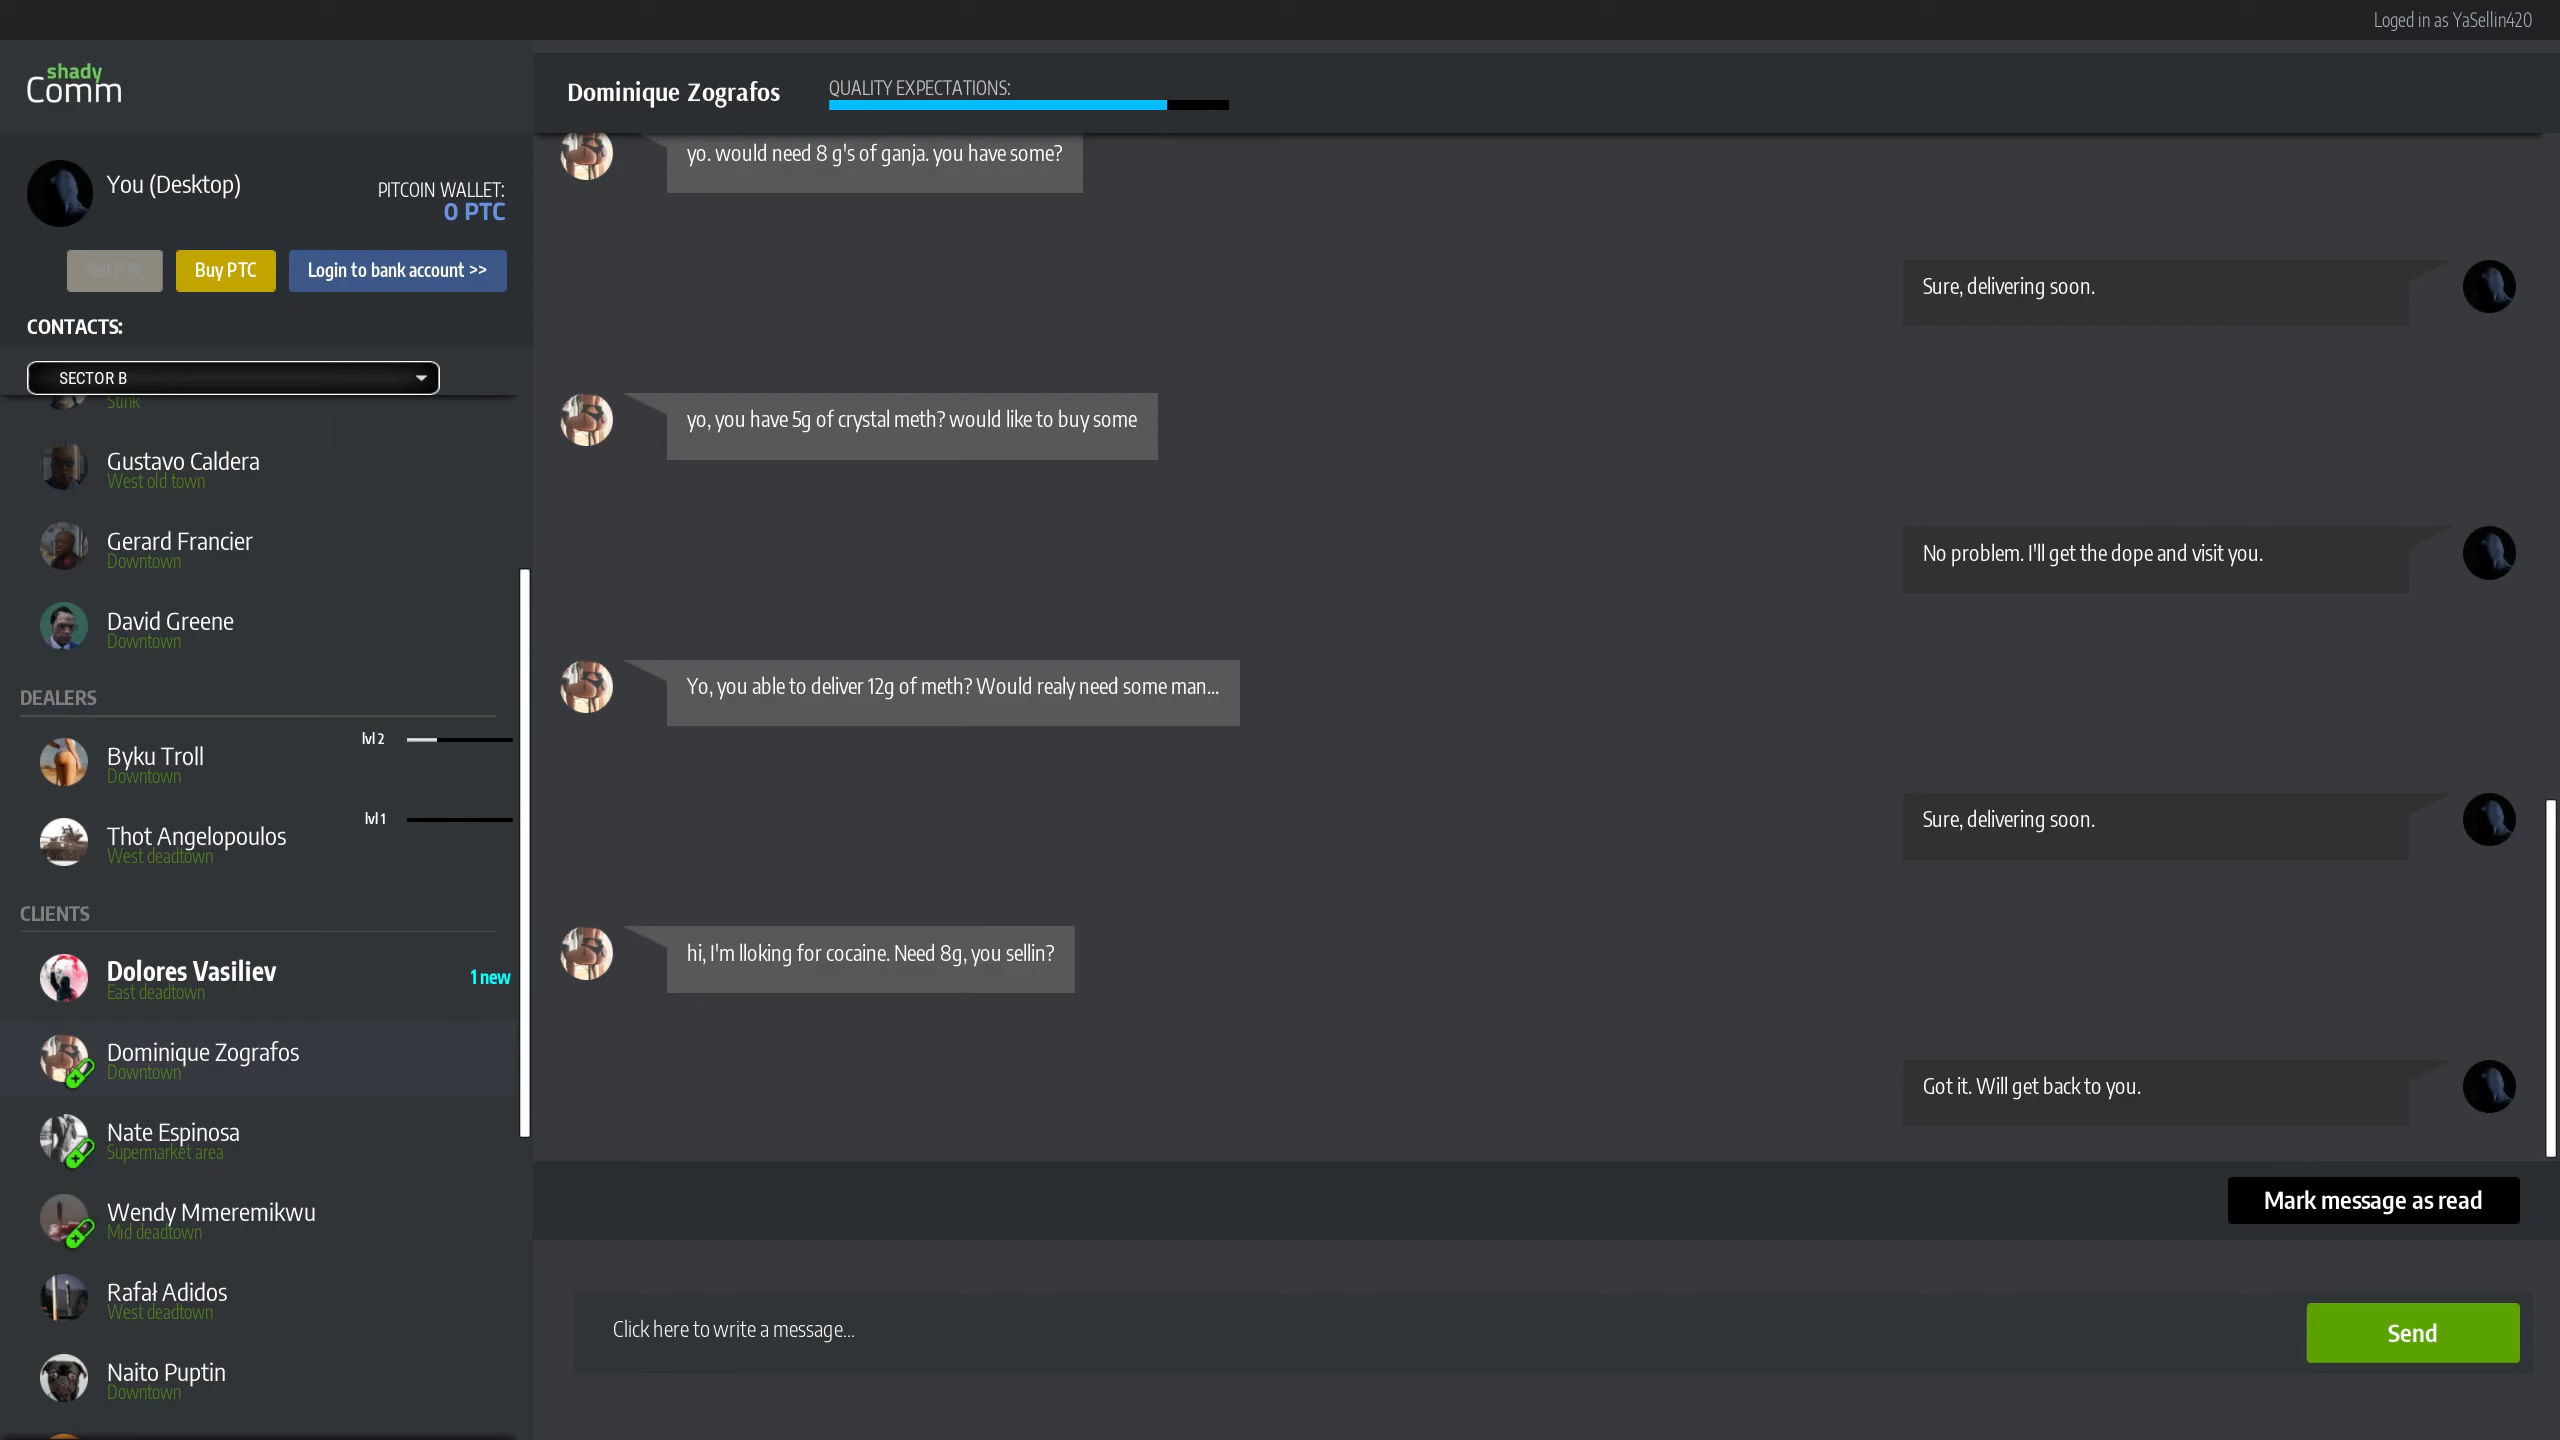 Loged in as YaSellin420
shady
Comm
You (Desktop)
PITCOIN WALLET:
0 PTC
Sell PTC
Buy PTC
Login to bank account >>
CONTACTS:
SECTOR B
Stink
Gustavo Caldera
West old town
Gerard Francier
Downtown
David Greene
Downtown
DEALERS
Byku Troll
Downtown
lvl 2
Thot Angelopoulos
West deadtown
lvl 1
CLIENTS
Dolores Vasiliev
East deadtown
1 new
Dominique Zografos
Downtown
Nate Espinosa
Supermarket area
Wendy Mmeremikwu
Mid deadtown
Rafał Adidos
West deadtown
Naito Puptin
Downtown
Dominique Zografos
QUALITY EXPECTATIONS:
yo. would need 8 g's of ganja. you have some?
Sure, delivering soon.
yo, you have 5g of crystal meth? would like to buy some
No problem. I'll get the dope and visit you.
Yo, you able to deliver 12g of meth? Would realy need some man...
Sure, delivering soon.
hi, I'm lloking for cocaine. Need 8g, you sellin?
Got it. Will get back to you.
Mark message as read
Click here to write a message...
Send